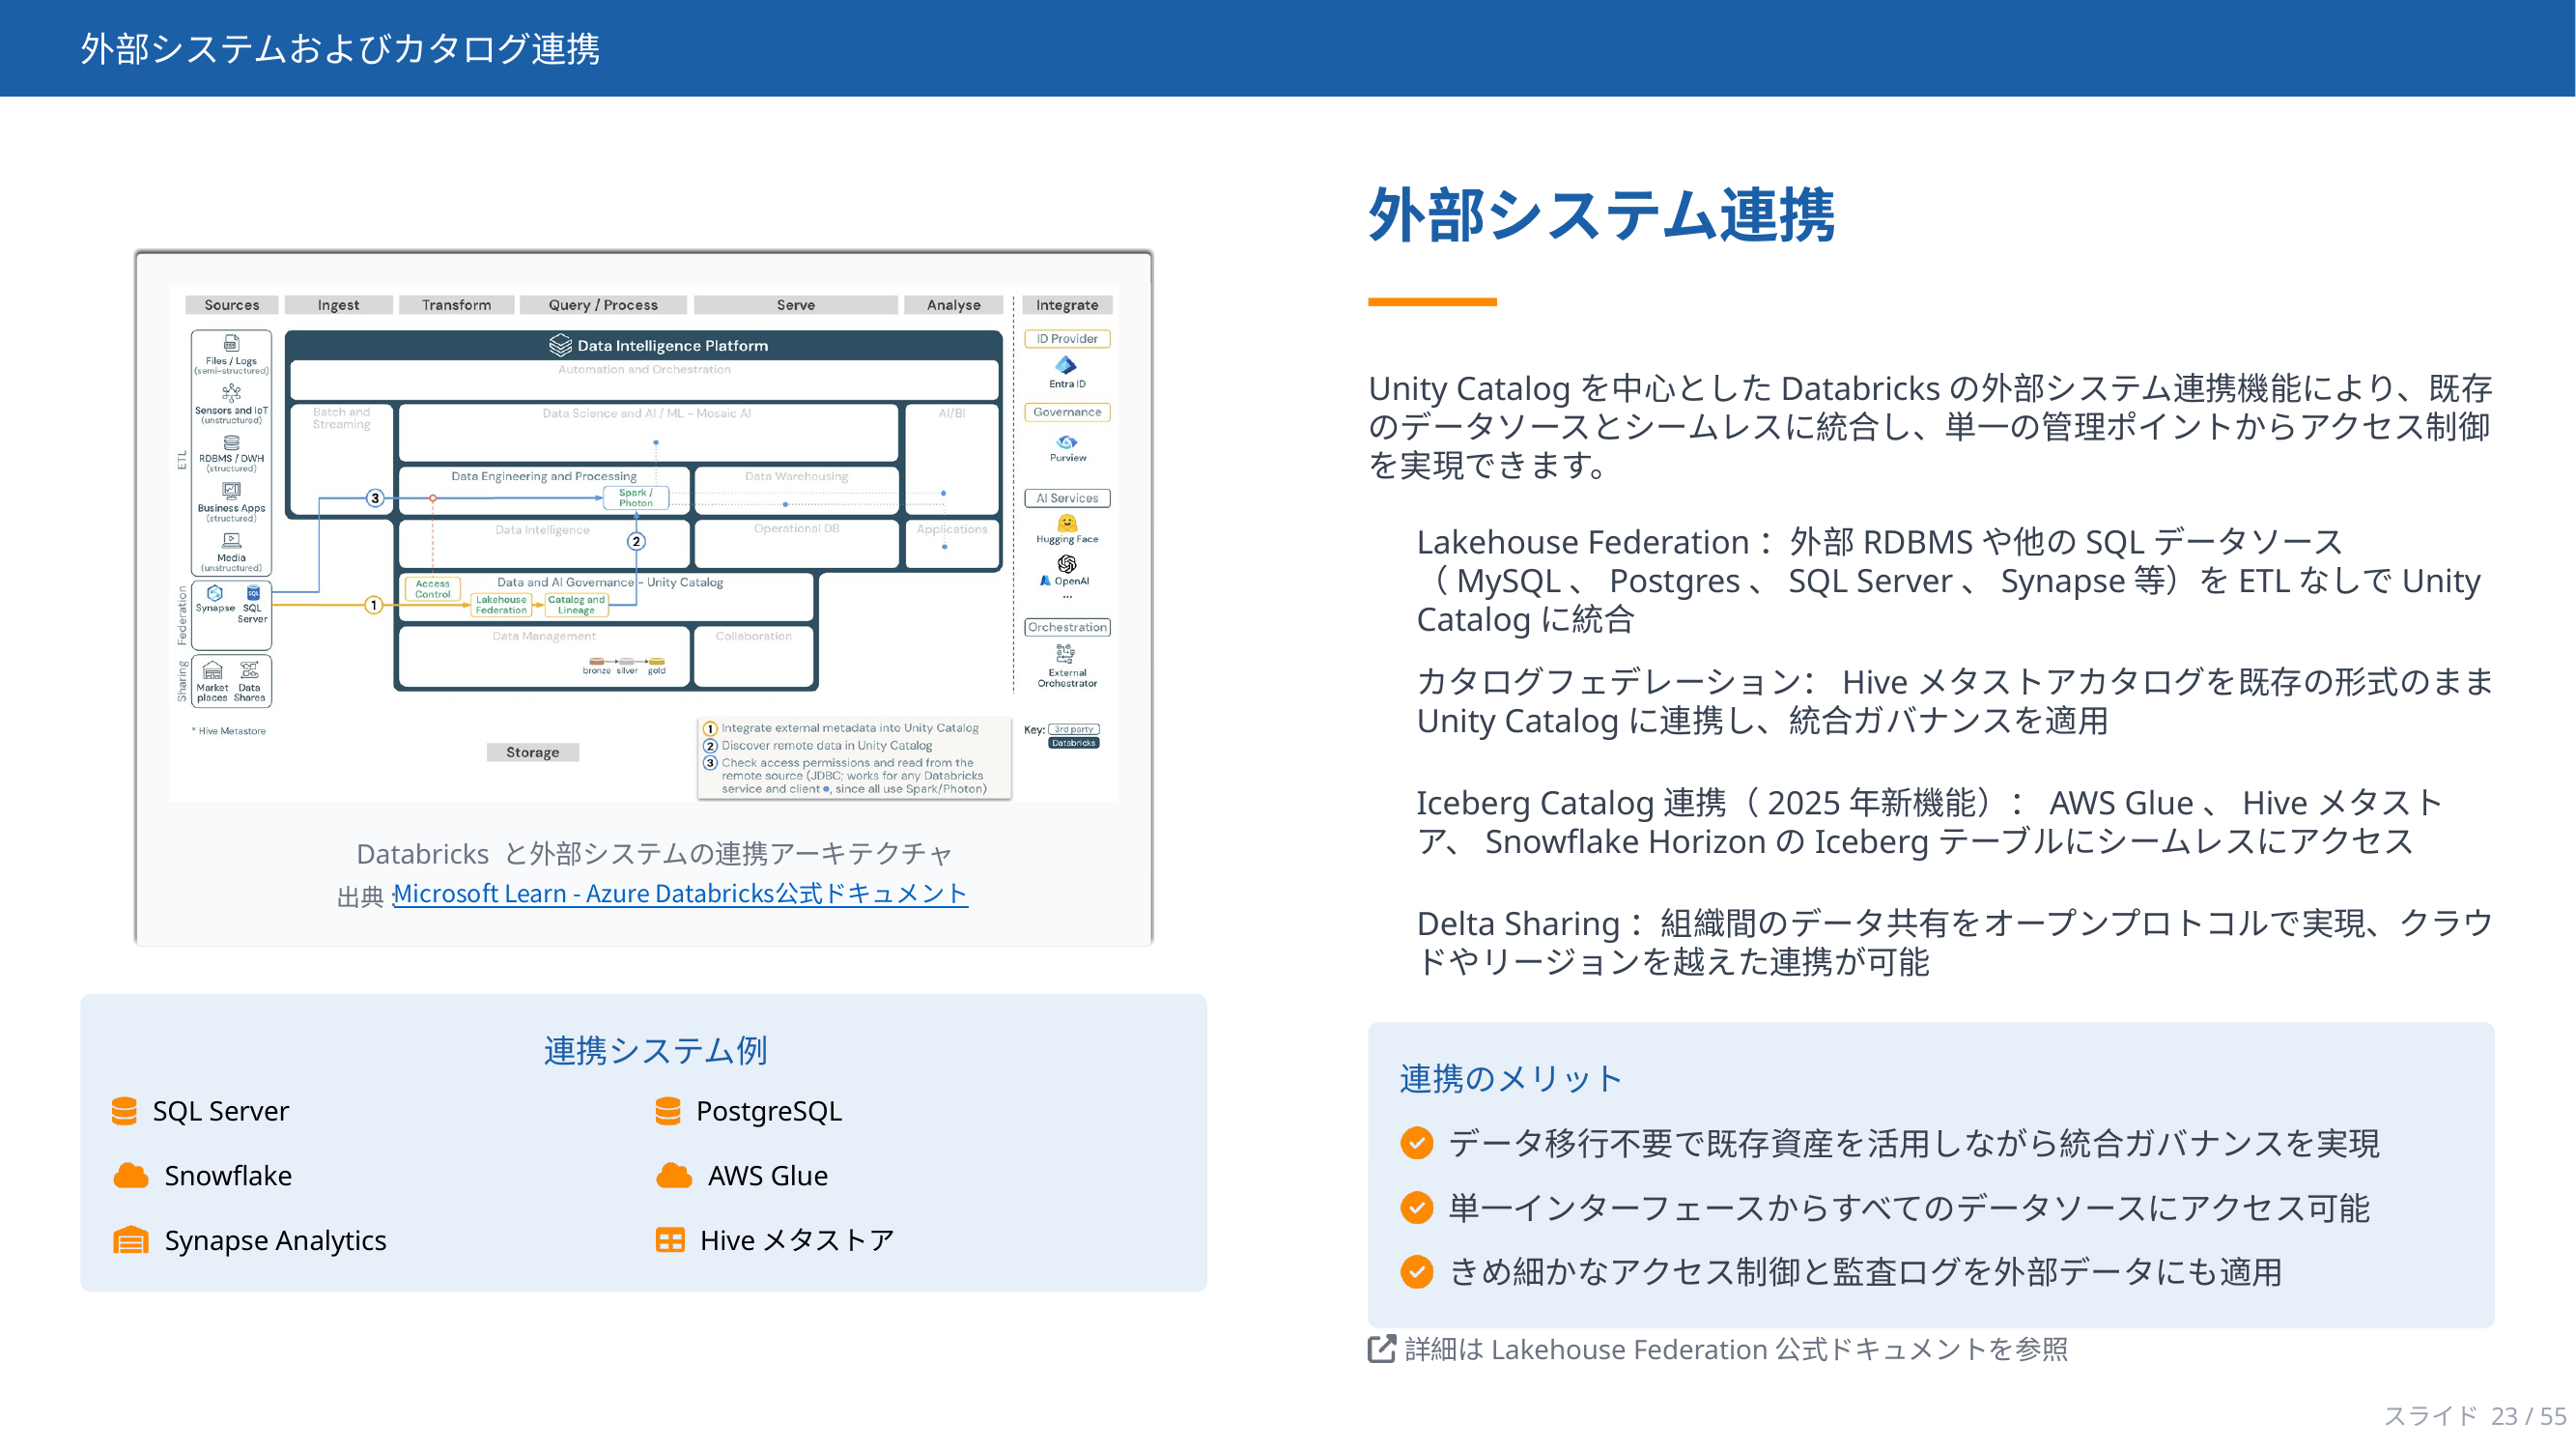 外部システムおよびカタログ連携
Sources
Ingest
Transform
Query / Process
Serve
Analyse
Integrate
ETL
Files / Logs
(semi-structured)
Sensors and IoT
(unstructured)
RDBMS / DWH
(structured)
Business Apps
(structured)
Media
(unstructured)
Federation
Synapse
SQL
Server
Sharing
Market
places
Data
Shares
* Hive Metastore
Data Intelligence Platform
Automation and Orchestration
Batch and
Streaming
Data Science and AI / ML - Mosaic AI
AI/BI
Data Engineering and Processing
Spark /
Photon
Data Warehousing
3
Data Intelligence
2
Operational DB
Applications
Access
Control
Data and AI Governance - Unity Catalog
1
Lakehouse
Federation
Catalog and
Lineage
Data Management
bronze silver gold
Collaboration
Storage
ID Provider
Entra ID
Governance
Purview
AI Services
Hugging Face
OpenAI
...
Orchestration
External
Orchestrator
1 Integrate external metadata into Unity Catalog
2 Discover remote data in Unity Catalog
3 Check access permissions and read from the
remote source (JDBC; works for any Databricks
service and client , since all use Spark/Photon)
Key: 3rd party
Databricks
Databricks と外部システムの連携アーキテクチャ
出典 : Microsoft Learn - Azure Databricks公式ドキュメント
連携システム例
SQL Server
PostgreSQL
Snowflake
AWS Glue
Synapse Analytics
Hive メタストア
外部システム連携
Unity Catalog を中心とした Databricks の外部システム連携機能により、既存
のデータソースとシームレスに統合し、単一の管理ポイントからアクセス制御
を実現できます。
Lakehouse Federation： 外部 RDBMS や他の SQL データソース
（ MySQL 、 Postgres 、 SQL Server 、 Synapse 等）を ETL なしで Unity
Catalog に統合
カタログフェデレーション： Hive メタストアカタログを既存の形式のまま
Unity Catalog に連携し、統合ガバナンスを適用
Iceberg Catalog 連携（ 2025 年新機能）： AWS Glue 、 Hive メタスト
ア、 Snowflake Horizon の Iceberg テーブルにシームレスにアクセス
Delta Sharing： 組織間のデータ共有をオープンプロトコルで実現、クラウ
ドやリージョンを越えた連携が可能
連携のメリット
データ移行不要で既存資産を活用しながら統合ガバナンスを実現
単一インターフェースからすべてのデータソースにアクセス可能
きめ細かなアクセス制御と監査ログを外部データにも適用
詳細は Lakehouse Federation 公式ドキュメントを参照
スライド 23 / 55